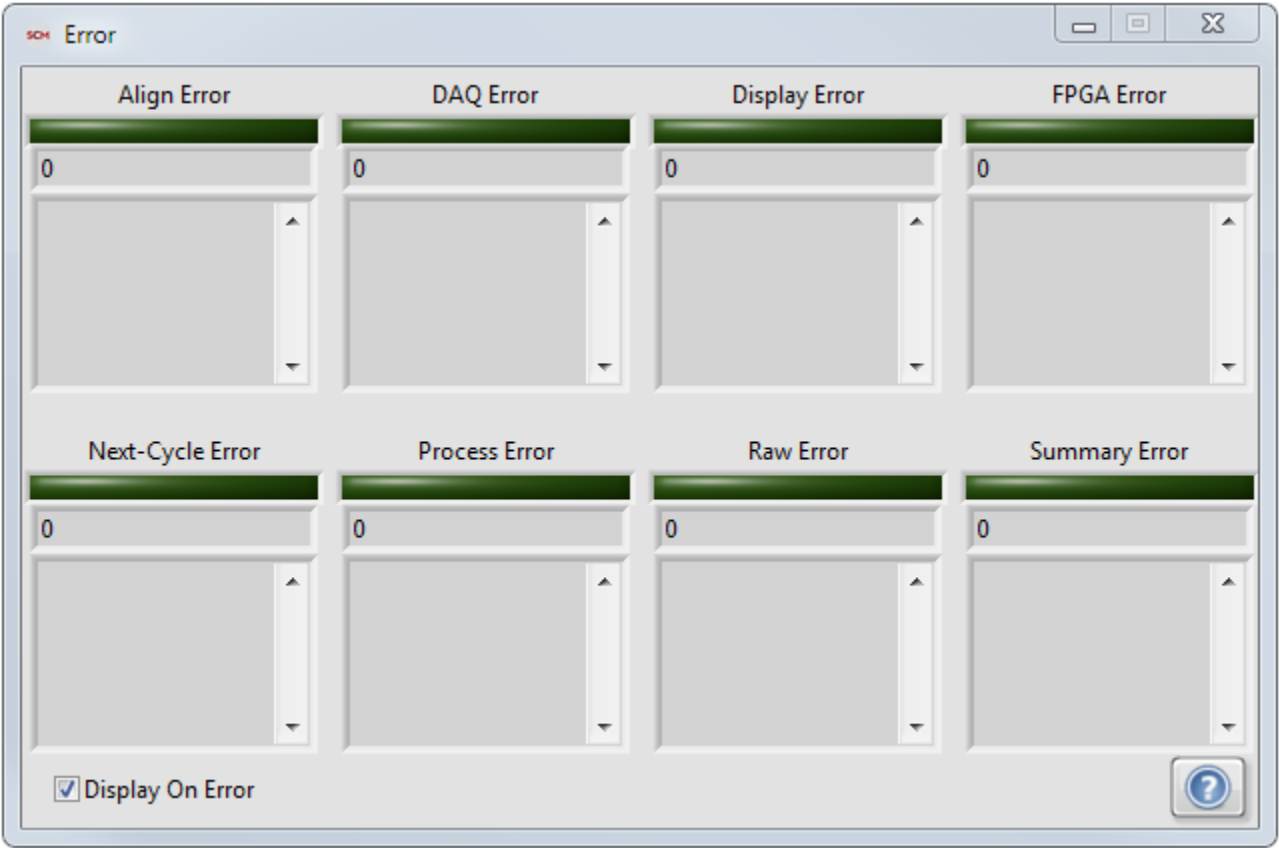 SCM Error
Align Error DAQ Error Display Error FPGA Error
0 0 0 0
Next-Cycle Error Process Error Raw Error Summary Error
0 0 0 0
Display On Error
?